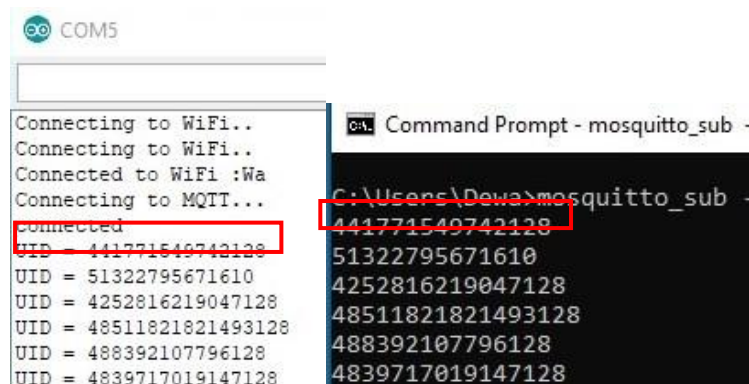 COM5
Connecting to WiFi..
Connecting to WiFi..
Connected to WiFi :Wa
Connecting to MQTT...
connected
UID = 441771549742128
UID = 51322795671610
UID = 4252816219047128
UID = 48511821821493128
UID = 488392107796128
UID = 4839717019147128
Command Prompt - mosquitto_sub -
C:\Users\Dewa>mosquitto_sub -
441771549742128
51322795671610
4252816219047128
48511821821493128
488392107796128
4839717019147128